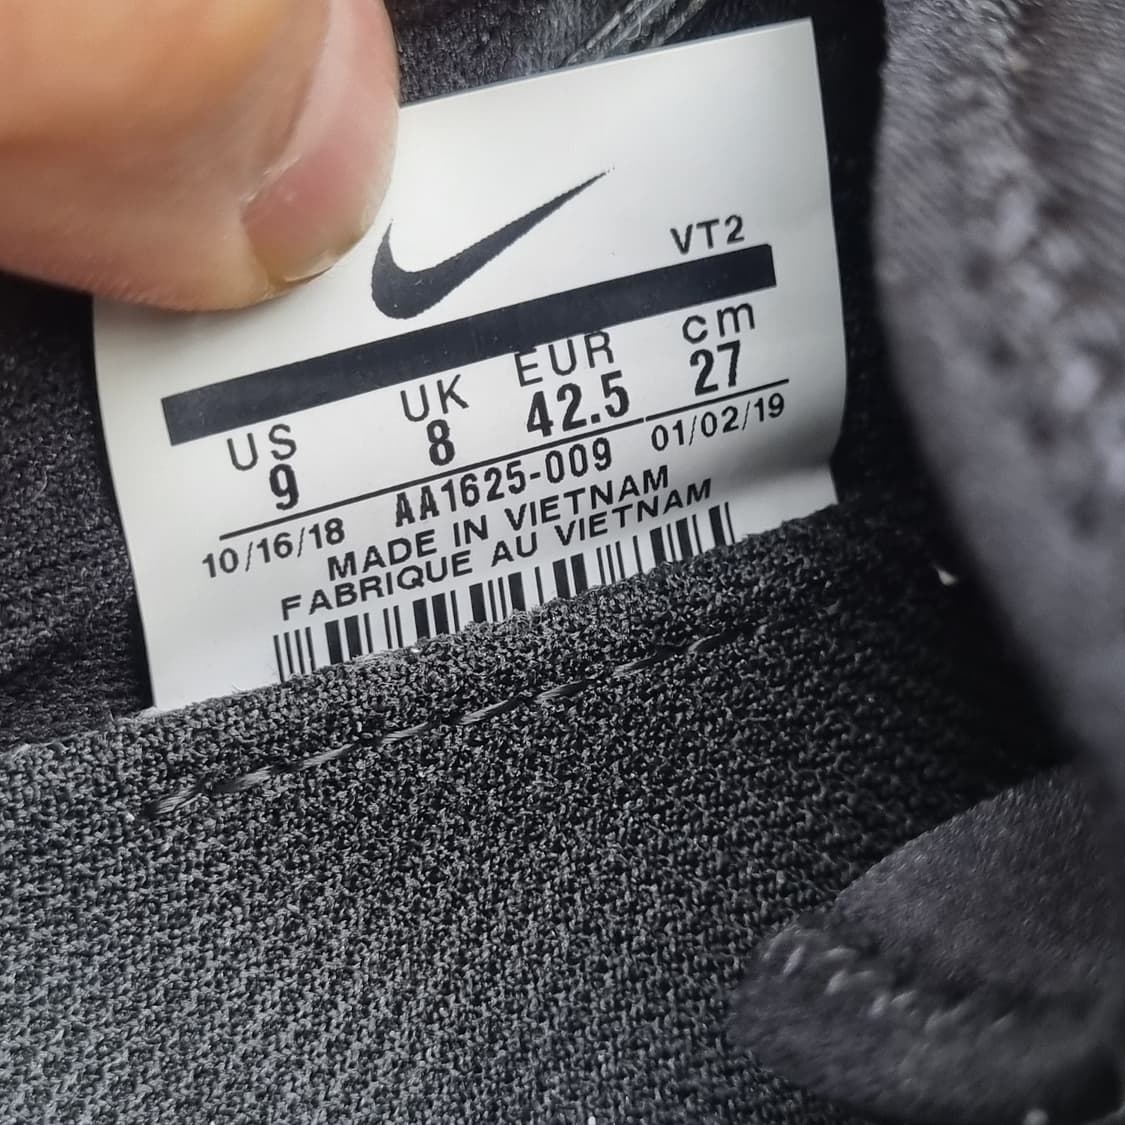 VT2
US UK EUR cm
9 8 42.5 27
10/16/18 AA1625-009 01/02/19
MADE IN VIETNAM
FABRIQUE AU VIETNAM